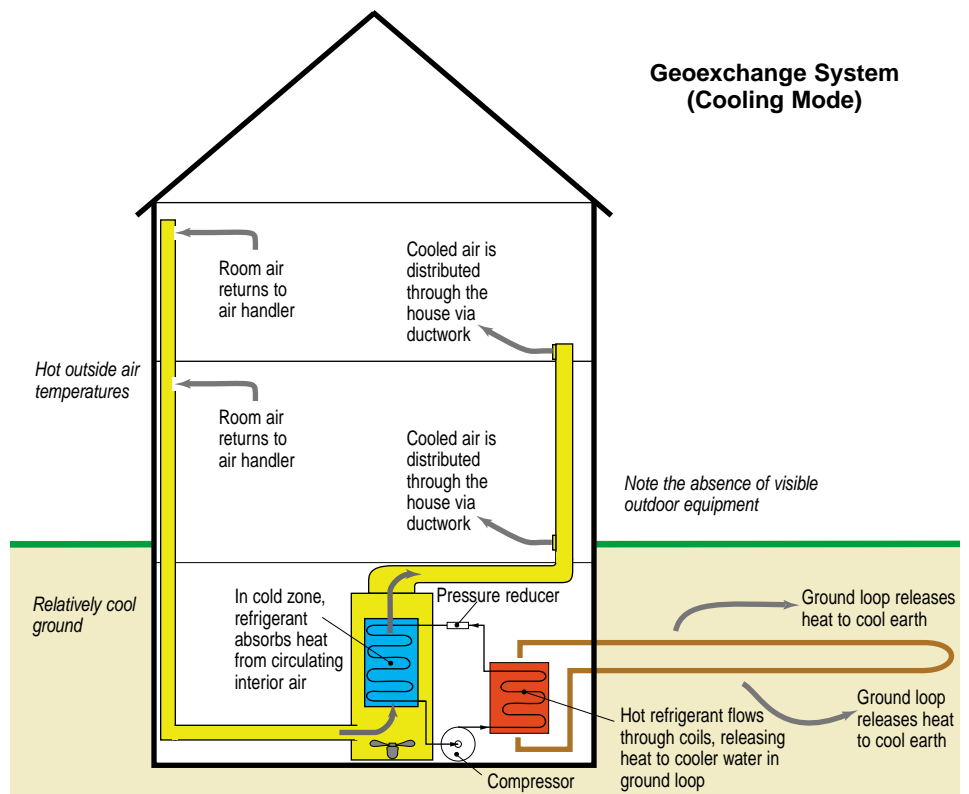 Geoexchange System
(Cooling Mode)
Room air
returns to
air handler
Cooled air is
distributed
through the
house via
ductwork
Hot outside air
temperatures
Room air
returns to
air handler
Cooled air is
distributed
through the
house via
ductwork
Note the absence of visible
outdoor equipment
Relatively cool
ground
In cold zone,
refrigerant
absorbs heat
from circulating
interior air
Pressure reducer
Ground loop releases
heat to cool earth
Ground loop
releases heat
to cool earth
Hot refrigerant flows
through coils, releasing
heat to cooler water in
ground loop
Compressor